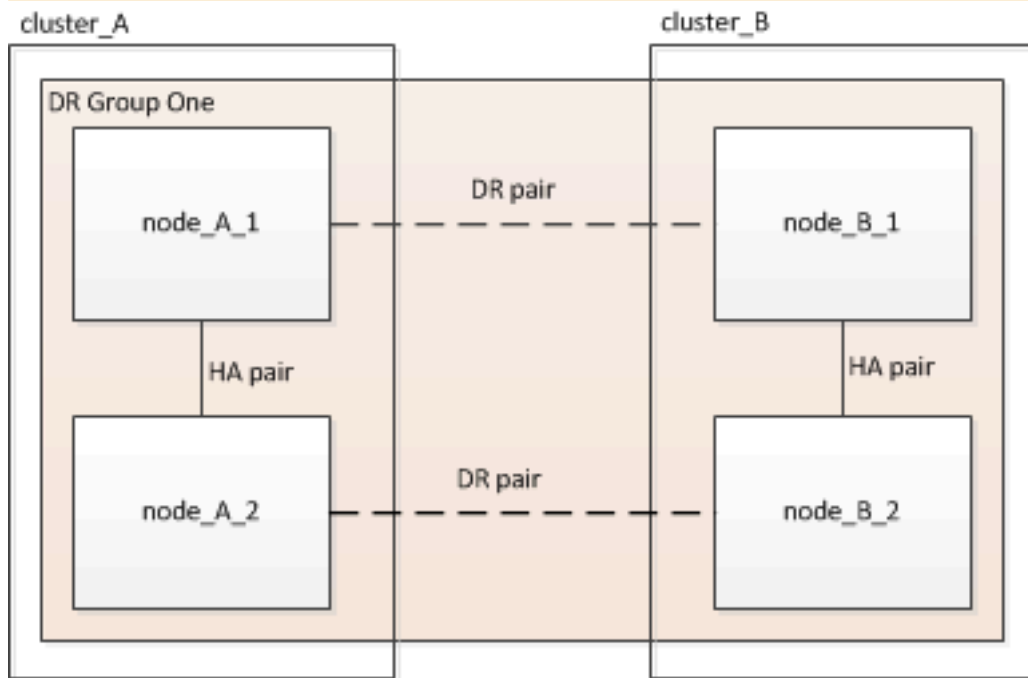 cluster_A
cluster_B
DR Group One
node_A_1
DR pair
node_B_1
HA pair
HA pair
node_A_2
DR pair
node_B_2